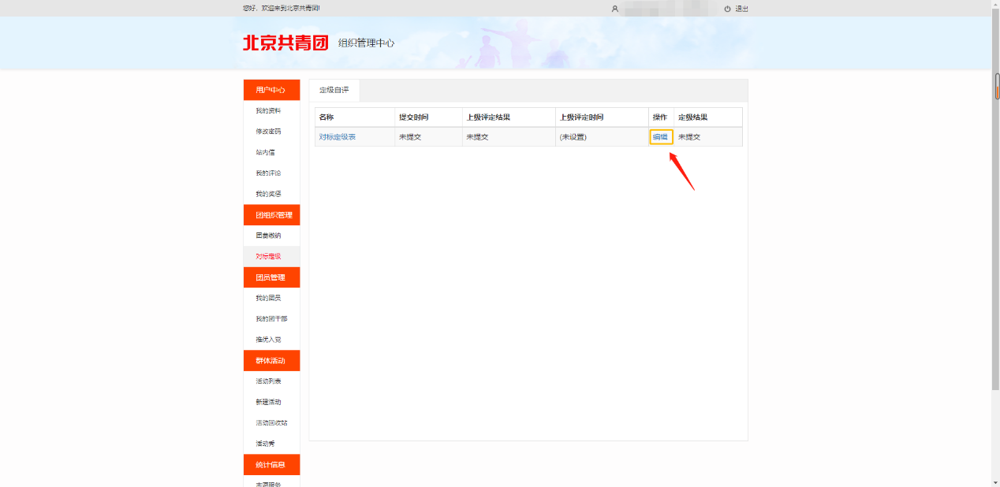 您好，欢迎来到北京共青团!
退出
北京共青团 组织管理中心
用户中心
我的资料
修改密码
站内信
我的评论
我的奖惩
团组织管理
团费缴纳
对标定级
团员管理
我的团员
我的团干部
推优入党
群体活动
活动列表
新建活动
活动回收站
活动秀
统计信息
志愿服务
定级自评
名称 提交时间 上级评定结果 上级评定时间 操作 定级结果
对标定级表 未提交 未提交 (未设置) 编辑 未提交